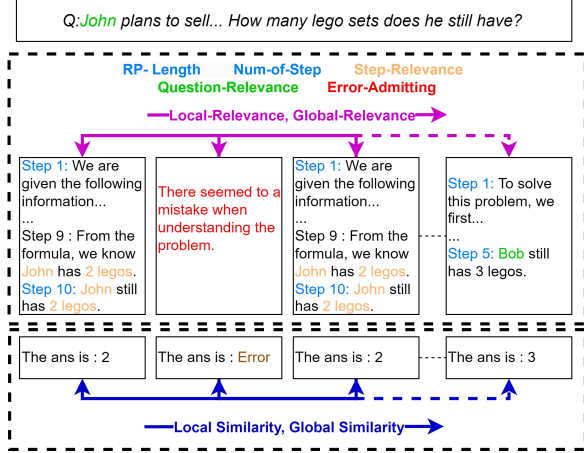 Q:John plans to sell... How many lego sets does he still have?
RP- Length Num-of-Step Step-Relevance
Question-Relevance Error-Admitting
Local-Relevance, Global-Relevance
Step 1: We are
given the following
information...
...
Step 9 : From the
formula, we know
John has 2 legos.
Step 10: John still
has 2 legos.
There seemed to a
mistake when
understanding the
problem.
Step 1: We are
given the following
information...
...
Step 9 : From the
formula, we know
John has 2 legos.
Step 10: John still
has 2 legos.
Step 1: To solve
this problem, we
first...
...
Step 5: Bob still
has 3 legos.
The ans is : 2
The ans is : Error
The ans is : 2
The ans is : 3
Local Similarity, Global Similarity